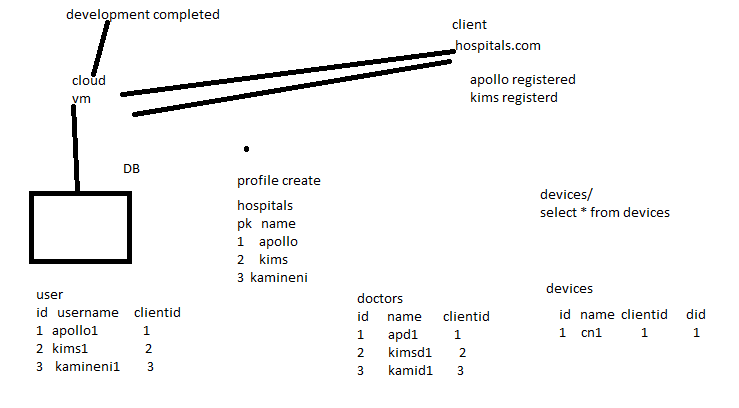 development completed
client
hospitals.com
cloud
vm
apollo registered
kims registerd
DB
profile create
hospitals
pk name
1 apollo
2 kims
3 kamineni
devices/
select * from devices
user
id username clientid
1 apollo1 1
2 kims1 2
3 kamineni1 3
doctors
id name clientid
1 apd1 1
2 kimsd1 2
3 kamid1 3
devices
id name clientid did
1 cn1 1 1